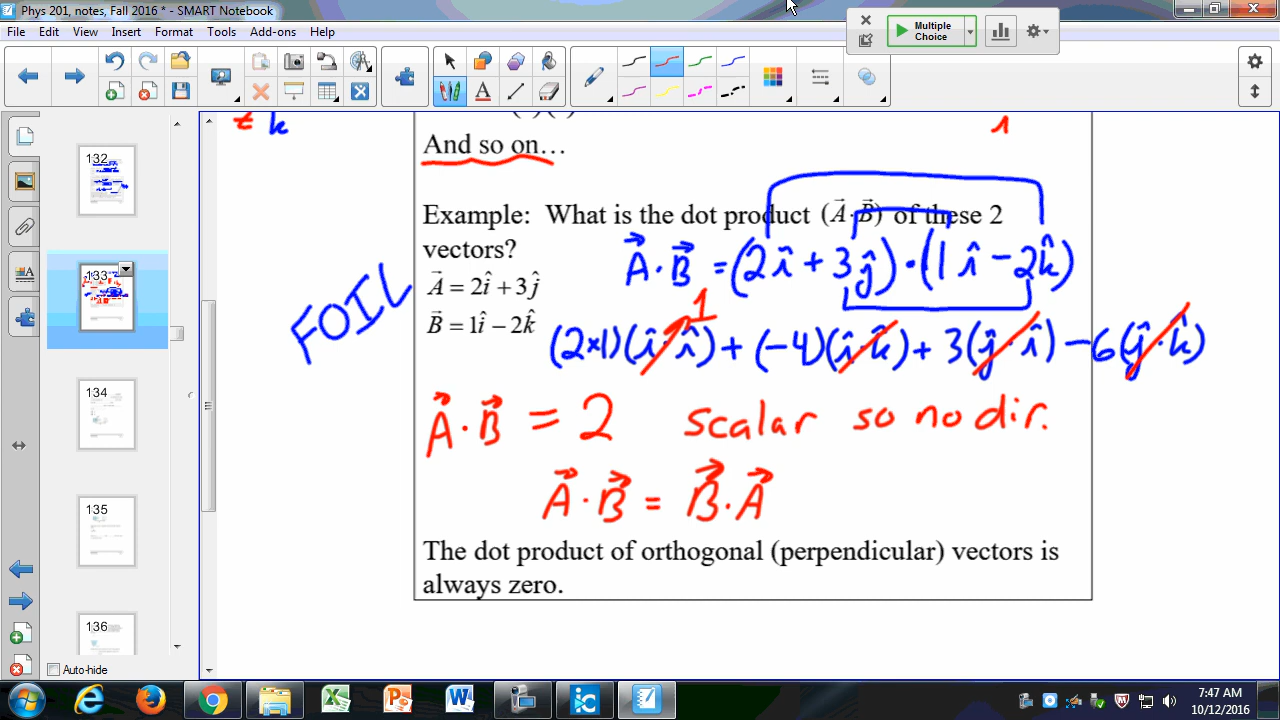 Phys 201, notes, Fall 2016 * - SMART Notebook
File Edit View Insert Format Tools Add-ons Help
Multiple Choice
132
133
134
135
136
Auto-hide
z k
1
And so on…
Example: What is the dot product (A⃗·B⃗) of these 2
vectors?
A⃗·B⃗ = (2î + 3ĵ)·(1î − 2k̂)
A⃗ = 2î + 3ĵ
B⃗ = 1î − 2k̂
FOIL
1
(2×1)(î·î) + (−4)(î·k̂) + 3(ĵ·î) − 6(ĵ·k̂)
A⃗·B⃗ = 2 scalar so no dir.
A⃗·B⃗ = B⃗·A⃗
The dot product of orthogonal (perpendicular) vectors is
always zero.
7:47 AM
10/12/2016